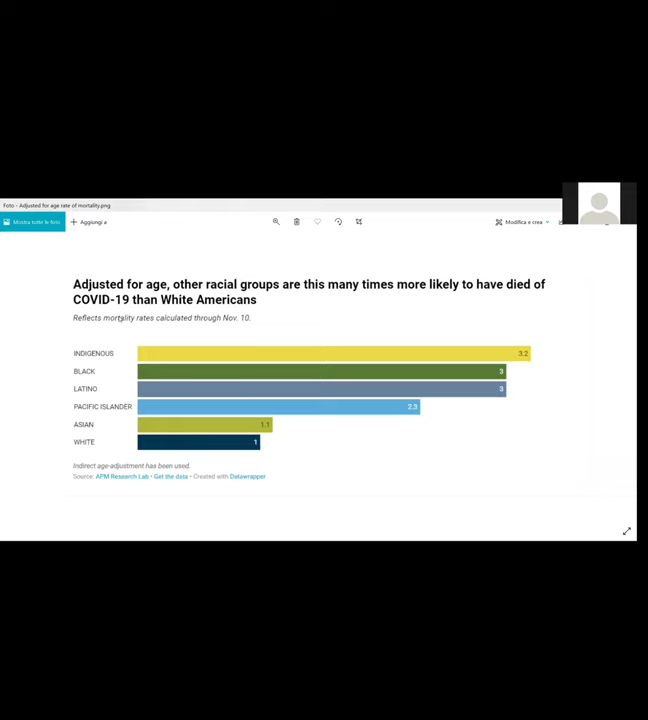 Foto - Adjusted for age rate of mortality.png
Mostra tutte le foto
Aggiungi a
Modifica e crea
Adjusted for age, other racial groups are this many times more likely to have died of
COVID-19 than White Americans
Reflects mortality rates calculated through Nov. 10.
INDIGENOUS 3.2
BLACK 3
LATINO 3
PACIFIC ISLANDER 2.3
ASIAN 1.1
WHITE 1
Indirect age-adjustment has been used.
Source: APM Research Lab • Get the data • Created with Datawrapper